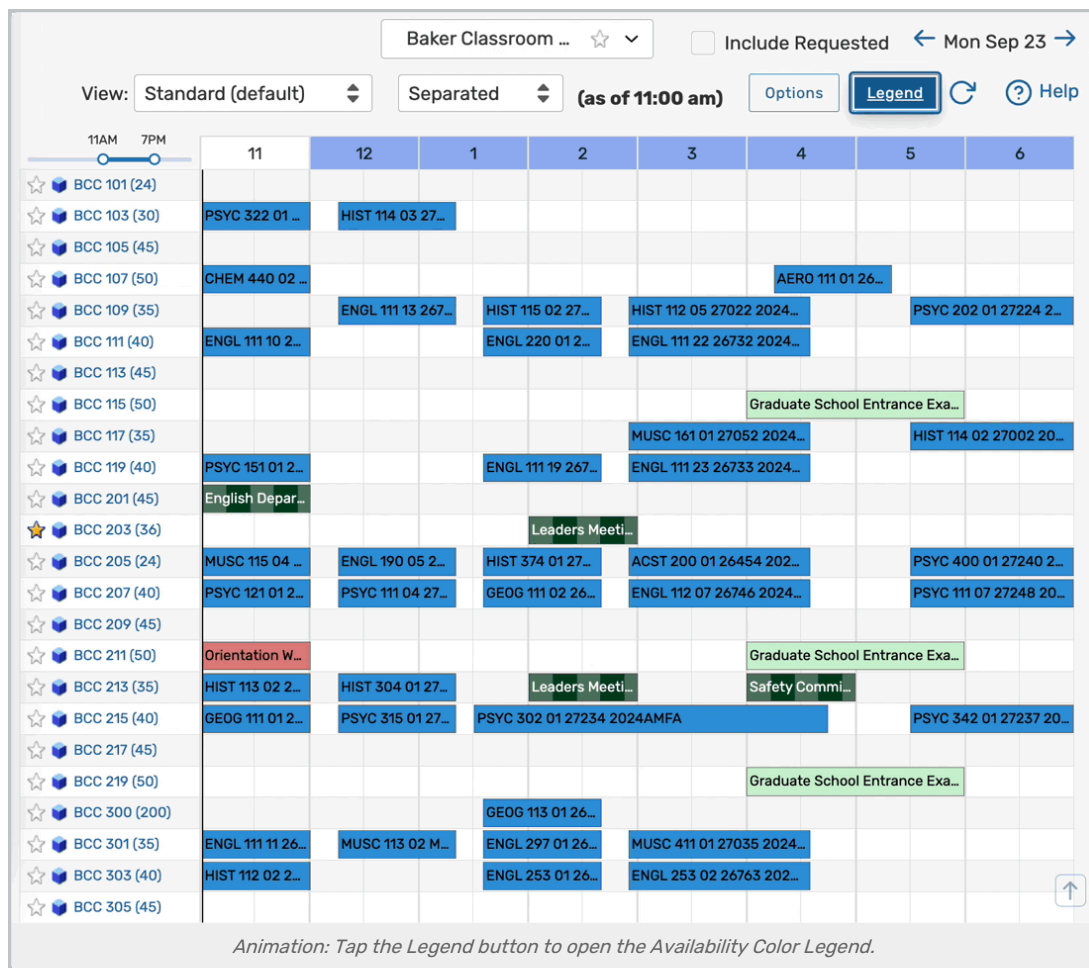 Baker Classroom ...
Include Requested
Mon Sep 23
View: Standard (default) Separated (as of 11:00 am) Options Legend Help
11AM 7PM
11 12 1 2 3 4 5 6
BCC 101 (24)
BCC 103 (30) PSYC 322 01 ... HIST 114 03 27...
BCC 105 (45)
BCC 107 (50) CHEM 440 02 ... AERO 111 01 26...
BCC 109 (35) ENGL 111 13 267... HIST 115 02 27... HIST 112 05 27022 2024... PSYC 202 01 27224 2...
BCC 111 (40) ENGL 111 10 2... ENGL 220 01 2... ENGL 111 22 26732 2024...
BCC 113 (45)
BCC 115 (50) Graduate School Entrance Exa...
BCC 117 (35) MUSC 161 01 27052 2024... HIST 114 02 27002 20...
BCC 119 (40) PSYC 151 01 2... ENGL 111 19 267... ENGL 111 23 26733 2024...
BCC 201 (45) English Depar...
BCC 203 (36) Leaders Meeti...
BCC 205 (24) MUSC 115 04 ... ENGL 190 05 2... HIST 374 01 27... ACST 200 01 26454 202... PSYC 400 01 27240 2...
BCC 207 (40) PSYC 121 01 2... PSYC 111 04 27... GEOG 111 02 26... ENGL 112 07 26746 2024... PSYC 111 07 27248 20...
BCC 209 (45)
BCC 211 (50) Orientation W... Graduate School Entrance Exa...
BCC 213 (35) HIST 113 02 2... HIST 304 01 27... Leaders Meeti... Safety Commi...
BCC 215 (40) GEOG 111 01 2... PSYC 315 01 27... PSYC 302 01 27234 2024AMFA PSYC 342 01 27237 20...
BCC 217 (45)
BCC 219 (50) Graduate School Entrance Exa...
BCC 300 (200) GEOG 113 01 26...
BCC 301 (35) ENGL 111 11 26... MUSC 113 02 M... ENGL 297 01 26... MUSC 411 01 27035 2024...
BCC 303 (40) HIST 112 02 2... ENGL 253 01 26... ENGL 253 02 26763 202...
BCC 305 (45)
Animation: Tap the Legend button to open the Availability Color Legend.